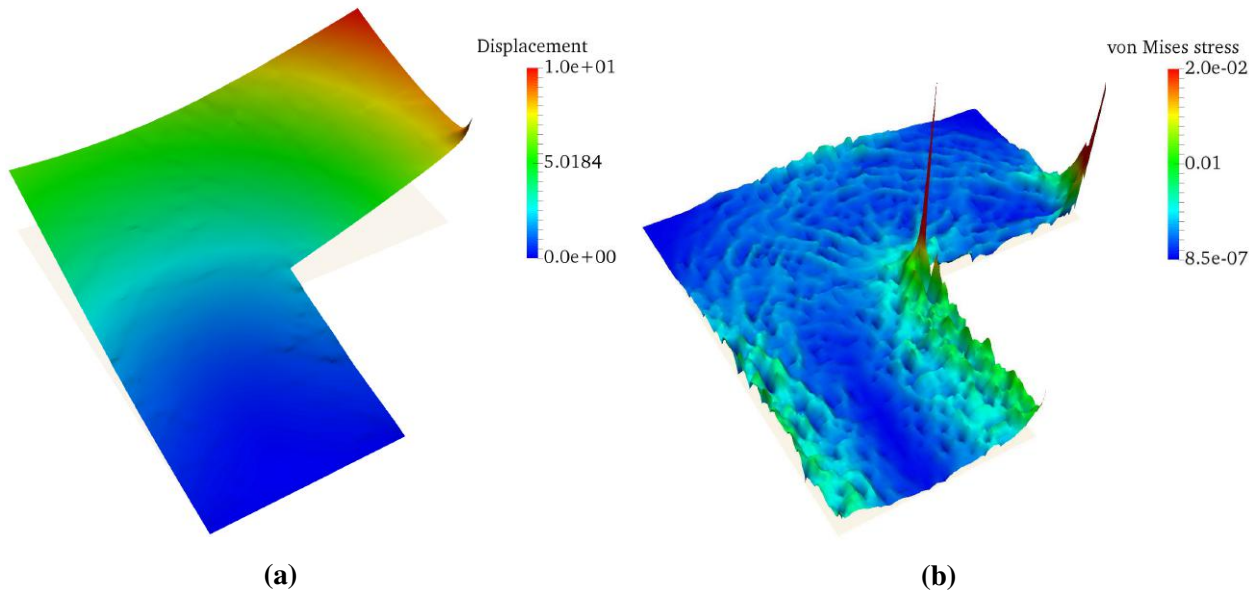 Displacement
1.0e+01
5.0184
0.0e+00
(a)
von Mises stress
2.0e-02
0.01
8.5e-07
(b)